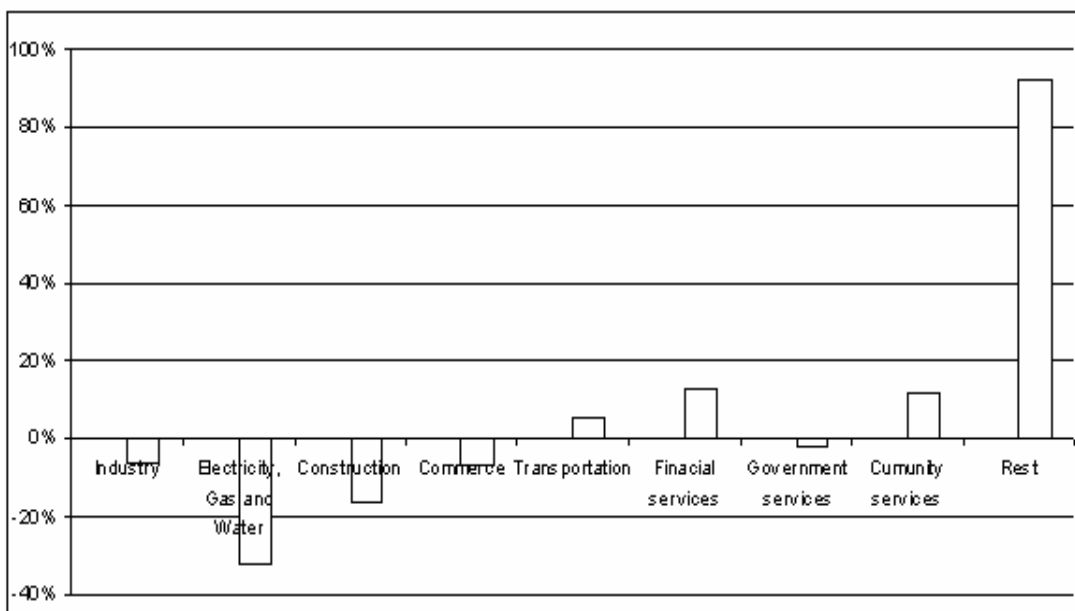 100%
80%
60%
40%
20%
0%
Industry Electricity, Construction Commerce Transportation Finacial Government Cumunity Rest
Gas and services services services
Water
-20%
-40%